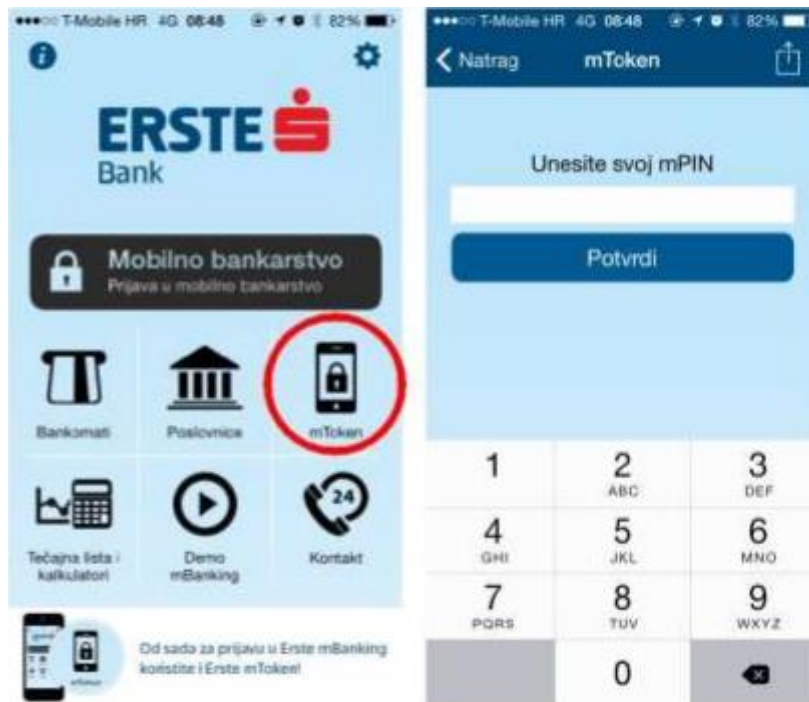 T-Mobile HR 4G 08:48 82%
ERSTE
Bank
Mobilno bankarstvo
Prijava u mobilno bankarstvo
Bankomati
Poslovnice
mToken
24
Tečajna lista i
kalkulatori
Demo
mBanking
Kontakt
Od sada za prijavu u Erste mBanking
koristite i Erste mToken!
T-Mobile HR 4G 08:48 82%
Natrag
mToken
Unesite svoj mPIN
Potvrdi
1
2
ABC
3
DEF
4
GHI
5
JKL
6
MNO
7
PQRS
8
TUV
9
WXYZ
0